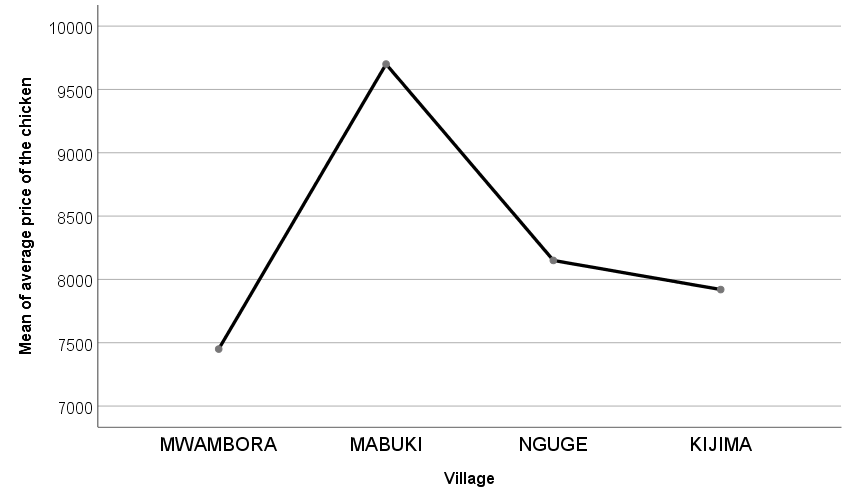 Mean of average price of the chicken
10000
9500
9000
8500
8000
7500
7000
MWAMBORA MABUKI NGUGE KIJIMA
Village